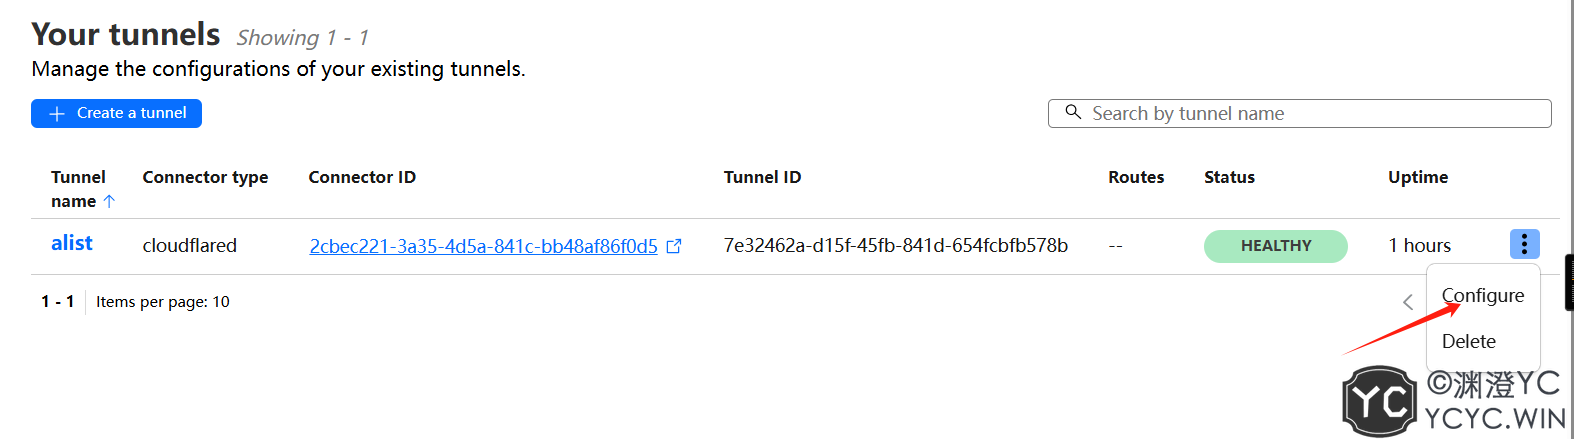 Your tunnels Showing 1 - 1
Manage the configurations of your existing tunnels.
Create a tunnel
Search by tunnel name
Tunnel name Connector type Connector ID Tunnel ID Routes Status Uptime
alist cloudflared 2cbec221-3a35-4d5a-841c-bb48af86f0d5 7e32462a-d15f-45fb-841d-654fcbfb578b -- HEALTHY 1 hours
1 - 1 Items per page: 10
Configure
Delete
YC ©渊澄YC
YCYC.WIN